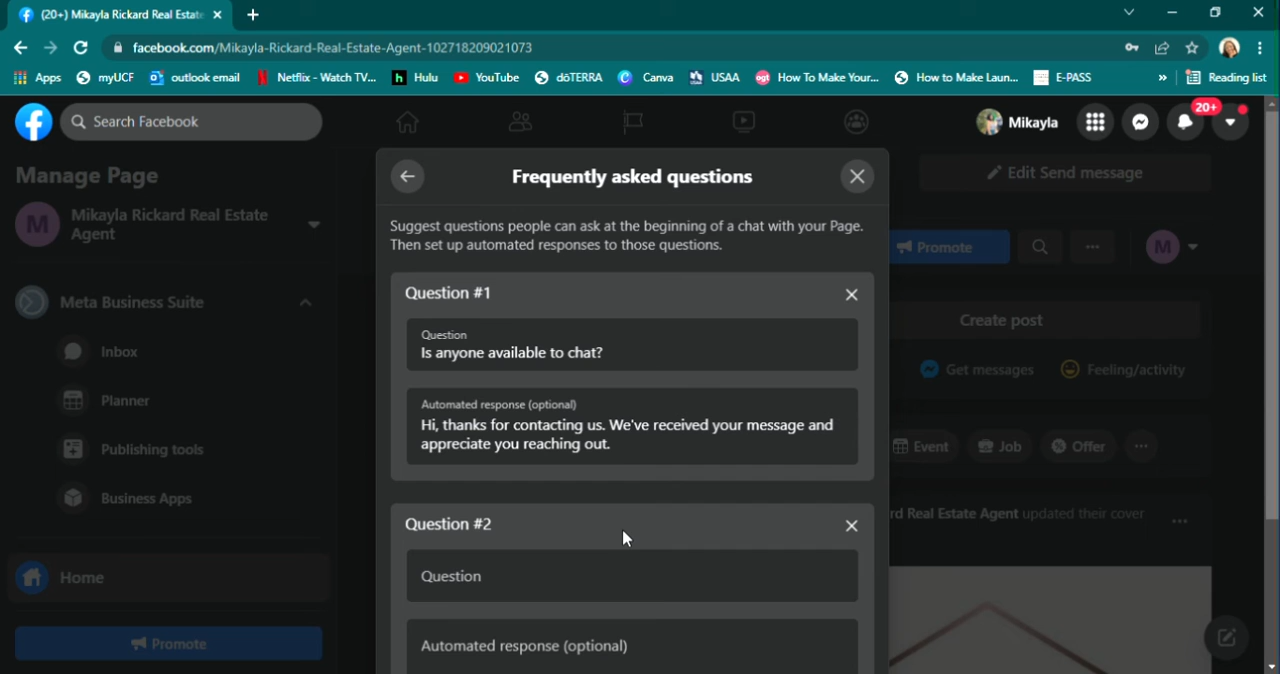 (20+) Mikayla Rickard Real Estate
facebook.com/Mikayla-Rickard-Real-Estate-Agent-102718209021073
Apps myUCF outlook email Netflix - Watch TV... Hulu YouTube dōTERRA Canva USAA How To Make Your... How to Make Laun... E-PASS » Reading list
Search Facebook
Mikayla
20+
Manage Page
M
Mikayla Rickard Real Estate
Agent
Meta Business Suite
Inbox
Planner
Publishing tools
Business Apps
Home
Promote
Frequently asked questions
Suggest questions people can ask at the beginning of a chat with your Page.
Then set up automated responses to those questions.
Question #1
Question
Is anyone available to chat?
Automated response (optional)
Hi, thanks for contacting us. We've received your message and
appreciate you reaching out.
Question #2
Question
Automated response (optional)
Edit Send message
Promote
M
Create post
Get messages Feeling/activity
Event Job Offer
rd Real Estate Agent updated their cover